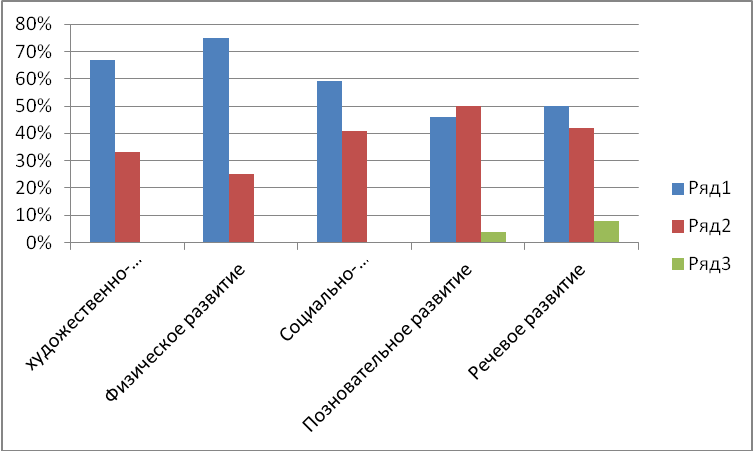 80%
70%
60%
50%
40%
30%
20%
10%
0%
художественно-...
Физическое развитие
Социально-...
Позновательное развитие
Речевое развитие
Ряд1
Ряд2
Ряд3